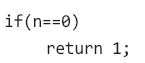 if(n==0)
    return 1;